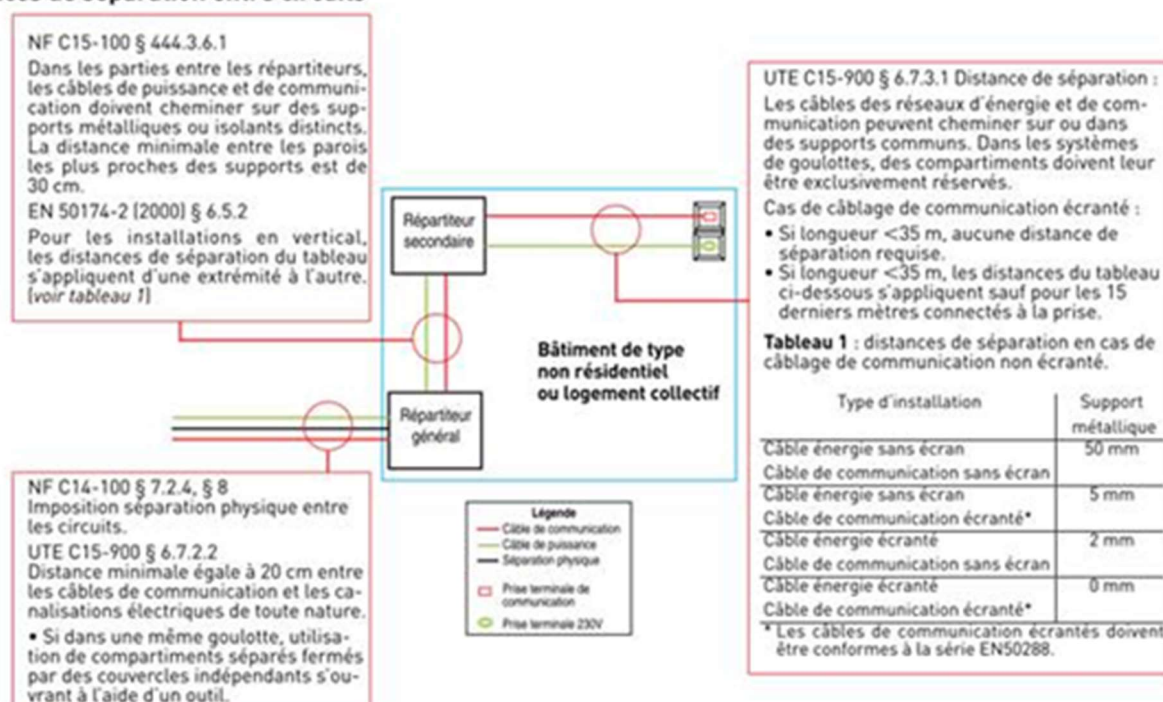 NF C15-100 § 444.3.6.1
Dans les parties entre les répartiteurs,
les câbles de puissance et de communi-
cation doivent cheminer sur des sup-
ports métalliques ou isolants distincts.
La distance minimale entre les parois
les plus proches des supports est de
30 cm.
EN 50174-2 (2000) § 6.5.2
Pour les installations en vertical,
les distances de séparation du tableau
s'appliquent d'une extrémité à l'autre.
(voir tableau 1)
NF C14-100 § 7.2.4, § 8
Imposition séparation physique entre
les circuits.
UTE C15-900 § 6.7.2.2
Distance minimale égale à 20 cm entre
les câbles de communication et les ca-
nalisations électriques de toute nature.
• Si dans une même goulotte, utilisa-
tion de compartiments séparés fermés
par des couvercles indépendants s'ou-
vrant à l'aide d'un outil.
Répartiteur
secondaire
Bâtiment de type
non résidentiel
ou logement collectif
Répartiteur
général
Légende
Câble de communication
Câble de puissance
Séparation physique
Prise terminale de
communication
Prise terminale 230V
UTE C15-900 § 6.7.3.1 Distance de séparation :
Les câbles des réseaux d'énergie et de com-
munication peuvent cheminer sur ou dans
des supports communs. Dans les systèmes
de goulottes, des compartiments doivent leur
être exclusivement réservés.
Cas de câblage de communication écranté :
• Si longueur <35 m, aucune distance de
séparation requise.
• Si longueur <35 m, les distances du tableau
ci-dessous s'appliquent sauf pour les 15
derniers mètres connectés à la prise.
Tableau 1 : distances de séparation en cas de
câblage de communication non écranté.
Type d'installation Support
métallique
Câble énergie sans écran 50 mm
Câble de communication sans écran
Câble énergie sans écran 5 mm
Câble de communication écranté*
Câble énergie écranté 2 mm
Câble de communication sans écran
Câble énergie écranté 0 mm
Câble de communication écranté*
* Les câbles de communication écrantés doivent
être conformes à la série EN50288.